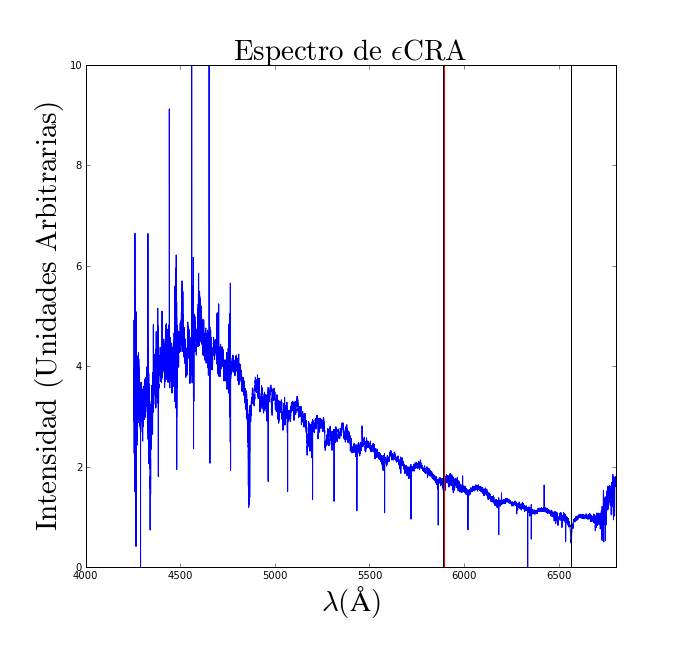 Espectro de ϵCRA
Intensidad (Unidades Arbitrarias)
10
8
6
4
2
0
4000 4500 5000 5500 6000 6500
λ(Å)